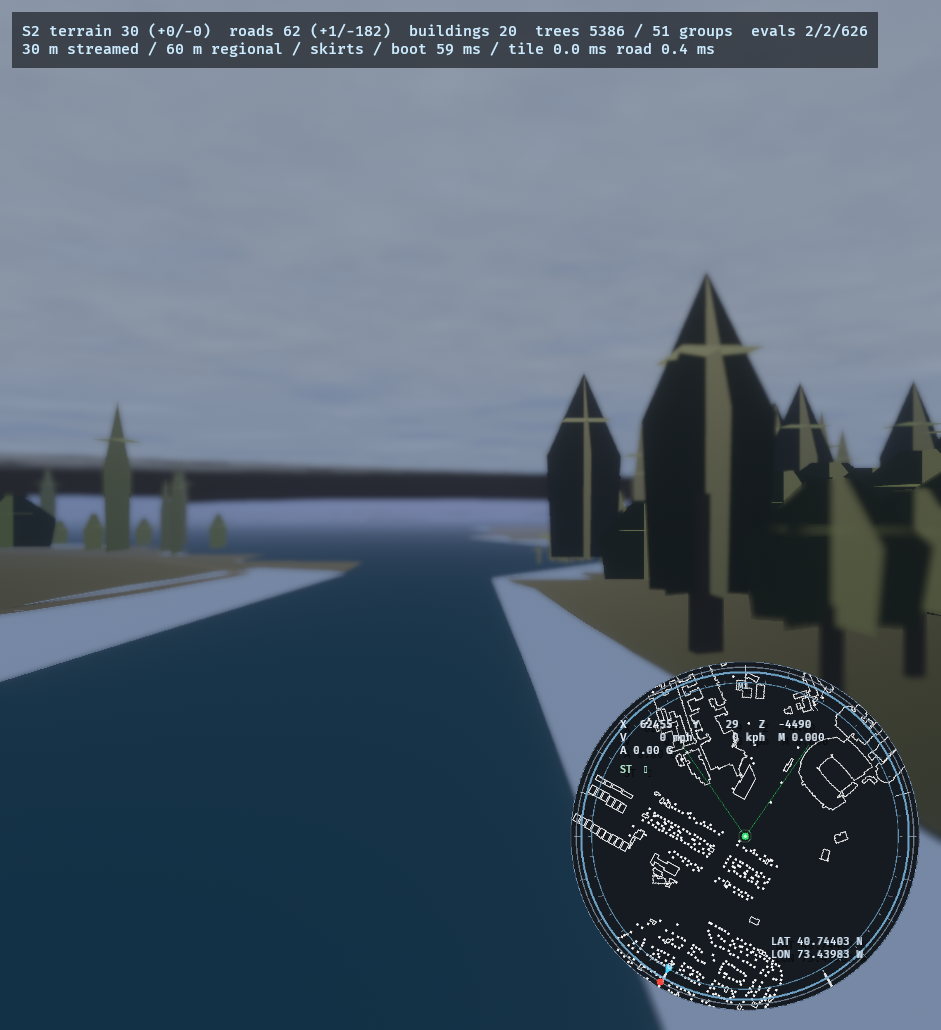 S2 terrain 30 (+0/-0) roads 62 (+1/-182) buildings 20 trees 5386 / 51 groups evals 2/2/626
30 m streamed / 60 m regional / skirts / boot 59 ms / tile 0.0 ms road 0.4 ms
X 62455 29 · Z -4490
V 0 mph 0 kph M 0.000
A 0.00 G
ST
LAT 40.74403 N
LON 73.43983 W